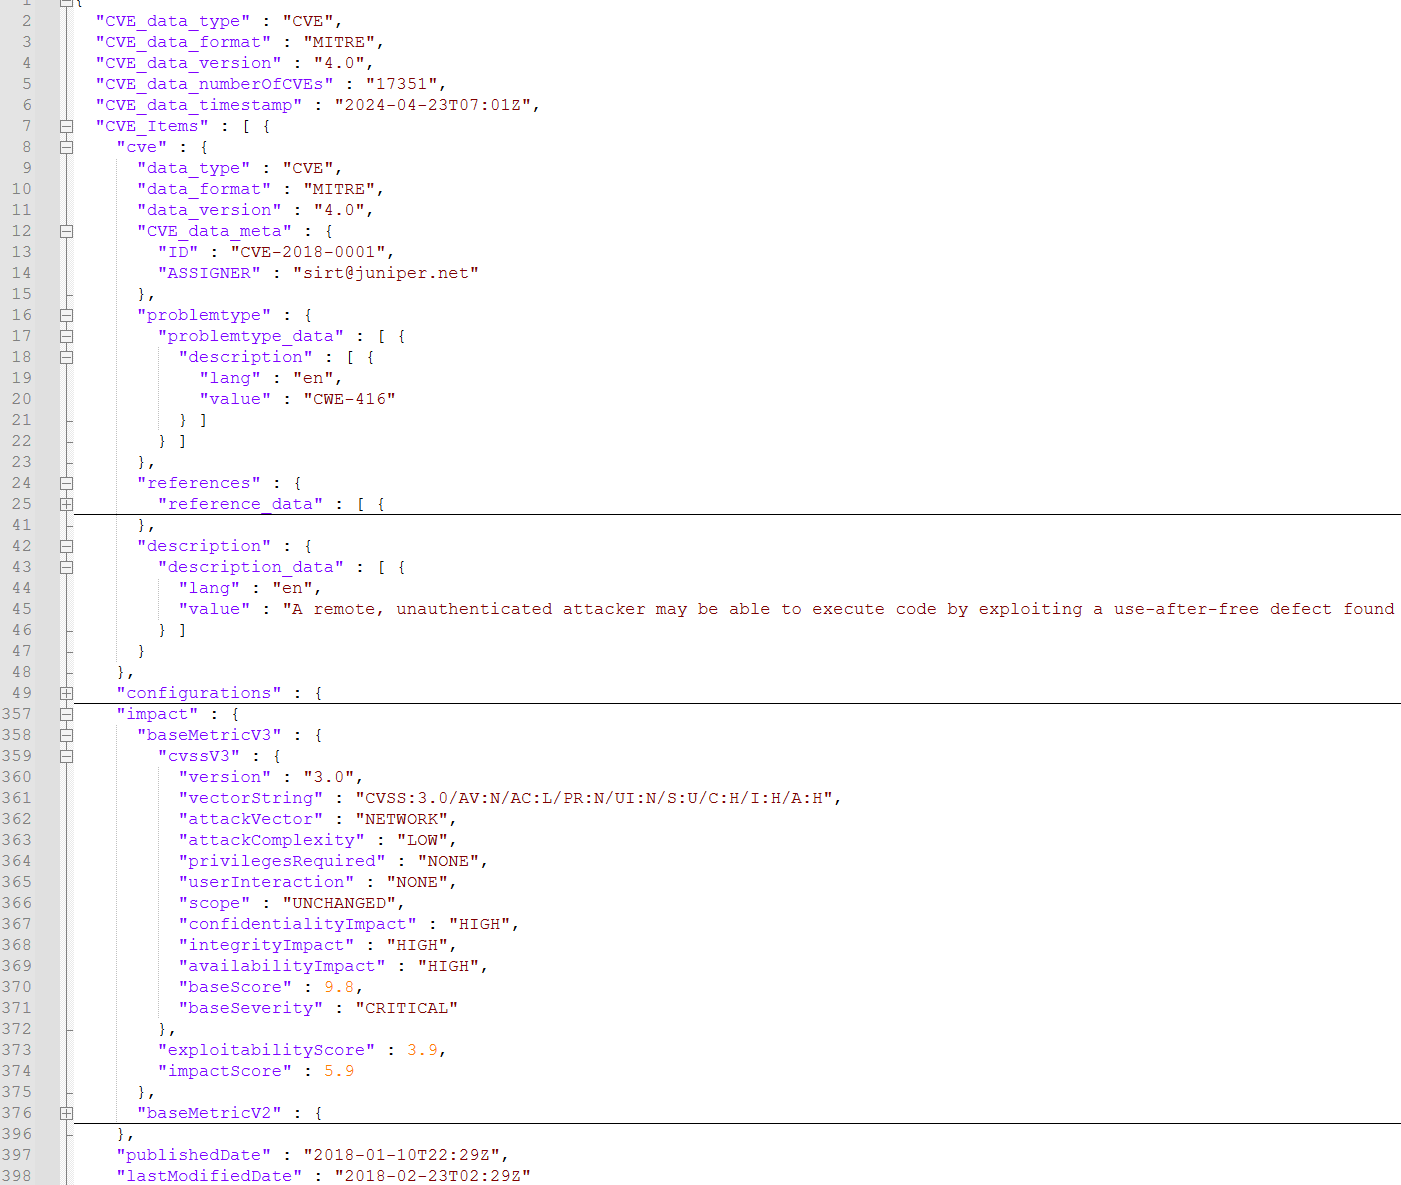 1 {
2 "CVE_data_type" : "CVE",
3 "CVE_data_format" : "MITRE",
4 "CVE_data_version" : "4.0",
5 "CVE_data_numberOfCVEs" : "17351",
6 "CVE_data_timestamp" : "2024-04-23T07:01Z",
7 "CVE_Items" : [ {
8 "cve" : {
9 "data_type" : "CVE",
10 "data_format" : "MITRE",
11 "data_version" : "4.0",
12 "CVE_data_meta" : {
13 "ID" : "CVE-2018-0001",
14 "ASSIGNER" : "sirt@juniper.net"
15 },
16 "problemtype" : {
17 "problemtype_data" : [ {
18 "description" : [ {
19 "lang" : "en",
20 "value" : "CWE-416"
21 } ]
22 } ]
23 },
24 "references" : {
25 "reference_data" : [ {
41 },
42 "description" : {
43 "description_data" : [ {
44 "lang" : "en",
45 "value" : "A remote, unauthenticated attacker may be able to execute code by exploiting a use-after-free defect found
46 } ]
47 }
48 },
49 "configurations" : {
357 "impact" : {
358 "baseMetricV3" : {
359 "cvssV3" : {
360 "version" : "3.0",
361 "vectorString" : "CVSS:3.0/AV:N/AC:L/PR:N/UI:N/S:U/C:H/I:H/A:H",
362 "attackVector" : "NETWORK",
363 "attackComplexity" : "LOW",
364 "privilegesRequired" : "NONE",
365 "userInteraction" : "NONE",
366 "scope" : "UNCHANGED",
367 "confidentialityImpact" : "HIGH",
368 "integrityImpact" : "HIGH",
369 "availabilityImpact" : "HIGH",
370 "baseScore" : 9.8,
371 "baseSeverity" : "CRITICAL"
372 },
373 "exploitabilityScore" : 3.9,
374 "impactScore" : 5.9
375 },
376 "baseMetricV2" : {
396 },
397 "publishedDate" : "2018-01-10T22:29Z",
398 "lastModifiedDate" : "2018-02-23T02:29Z"